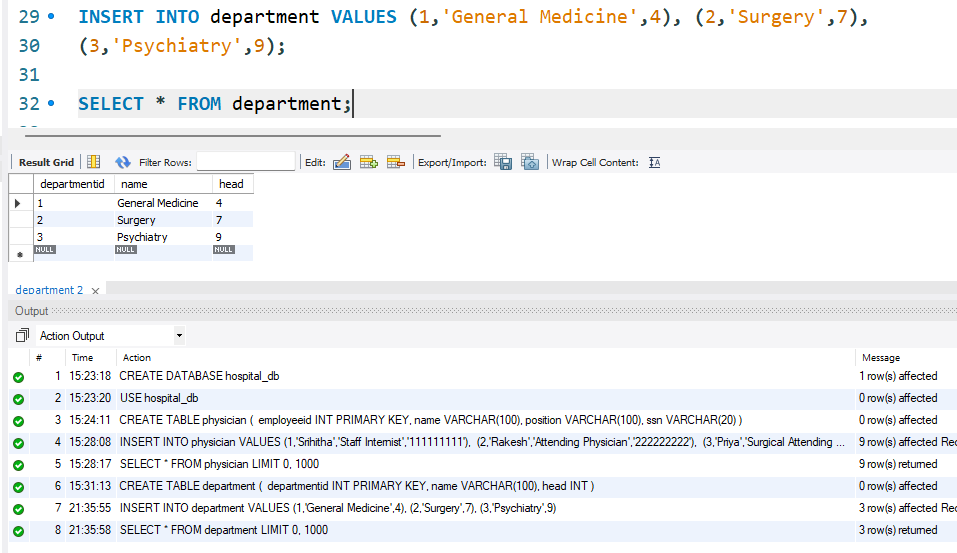 29 INSERT INTO department VALUES (1,'General Medicine',4), (2,'Surgery',7),
30 (3,'Psychiatry',9);
31
32 SELECT * FROM department;
Result Grid Filter Rows: Edit: Export/Import: Wrap Cell Content:
departmentid name head
1 General Medicine 4
2 Surgery 7
3 Psychiatry 9
NULL NULL NULL
department 2
Output
Action Output
# Time Action Message
1 15:23:18 CREATE DATABASE hospital_db 1 row(s) affected
2 15:23:20 USE hospital_db 0 row(s) affected
3 15:24:11 CREATE TABLE physician ( employeeid INT PRIMARY KEY, name VARCHAR(100), position VARCHAR(100), ssn VARCHAR(20) ) 0 row(s) affected
4 15:28:08 INSERT INTO physician VALUES (1,'Srihitha','Staff Internist','111111111'), (2,'Rakesh','Attending Physician','222222222'), (3,'Priya','Surgical Attending ... 9 row(s) affected Rec
5 15:28:17 SELECT * FROM physician LIMIT 0, 1000 9 row(s) returned
6 15:31:13 CREATE TABLE department ( departmentid INT PRIMARY KEY, name VARCHAR(100), head INT ) 0 row(s) affected
7 21:35:55 INSERT INTO department VALUES (1,'General Medicine',4), (2,'Surgery',7), (3,'Psychiatry',9) 3 row(s) affected Rec
8 21:35:58 SELECT * FROM department LIMIT 0, 1000 3 row(s) returned